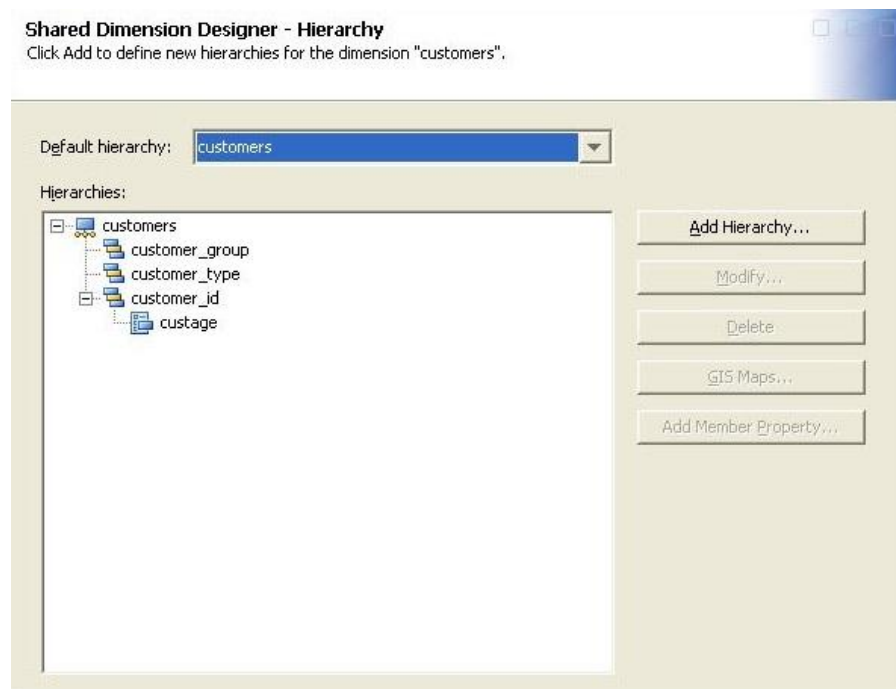 Shared Dimension Designer - Hierarchy
Click Add to define new hierarchies for the dimension "customers".
Default hierarchy: customers
Hierarchies:
customers
customer_group
customer_type
customer_id
custage
Add Hierarchy...
Modify...
Delete
GIS Maps...
Add Member Property...